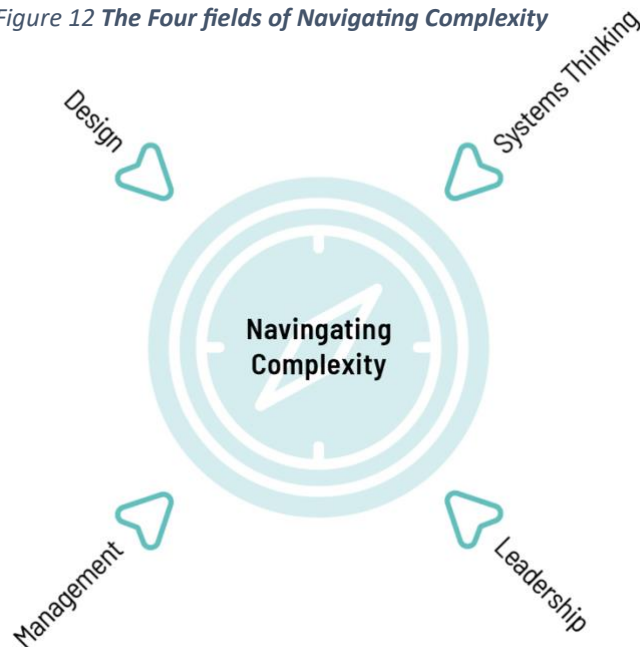 Figure 12 The Four fields of Navigating Complexity
Design
Systems Thinking
Navingating
Complexity
Management
Leadership